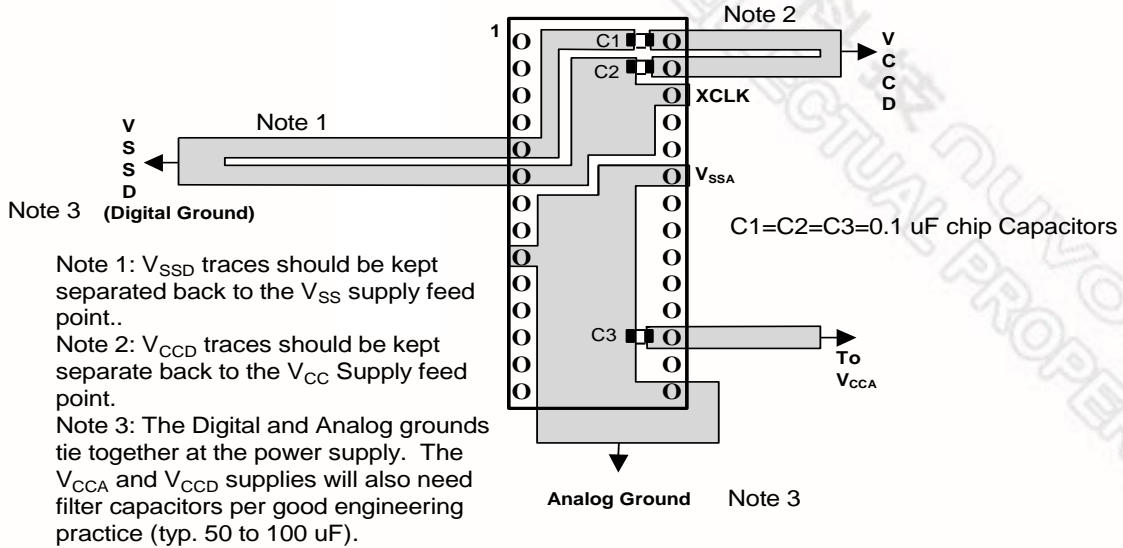 Note 2
1
C1
C2
V
C
C
D
XCLK
Note 1
V
S
S
D
Note 3 (Digital Ground)
VSSA
C1=C2=C3=0.1 uF chip Capacitors
Note 1: VSSD traces should be kept
separated back to the VSS supply feed
point..
Note 2: VCCD traces should be kept
separate back to the VCC Supply feed
point.
Note 3: The Digital and Analog grounds
tie together at the power supply. The
VCCA and VCCD supplies will also need
filter capacitors per good engineering
practice (typ. 50 to 100 uF).
C3
To
VCCA
Analog Ground Note 3